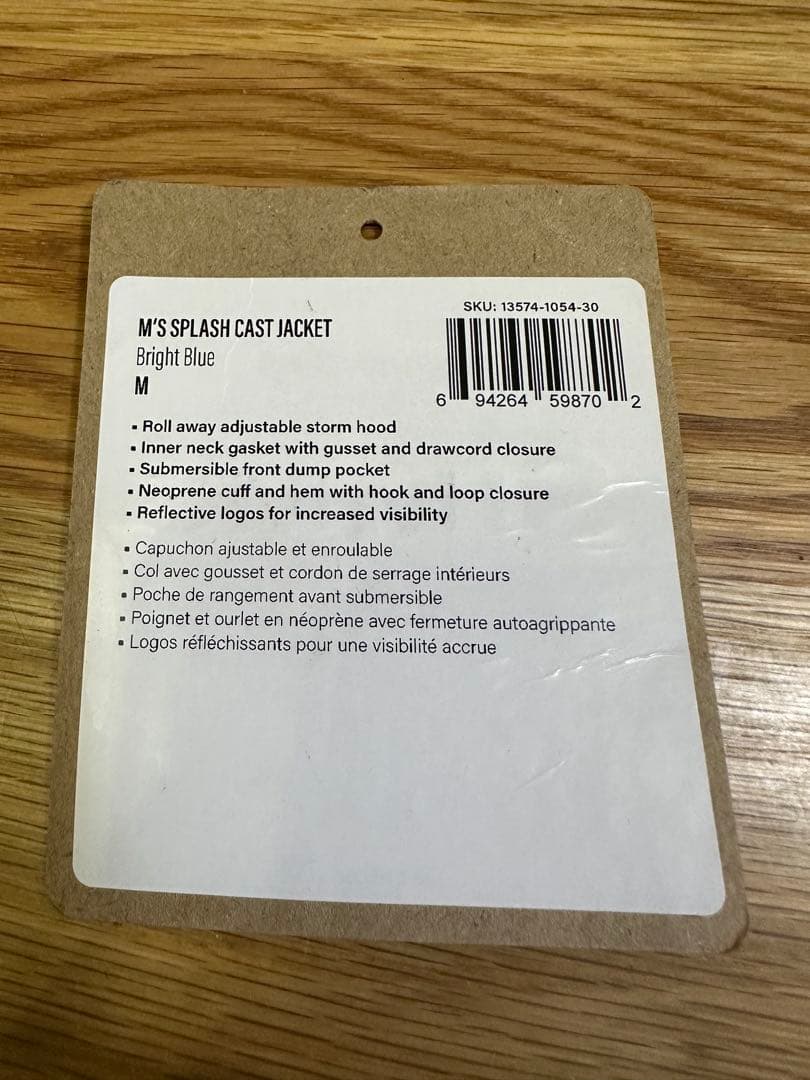 SKU: 13574-1054-30
M'S SPLASH CAST JACKET
Bright Blue
M
6 94264 59870 2
▪ Roll away adjustable storm hood
▪ Inner neck gasket with gusset and drawcord closure
▪ Submersible front dump pocket
▪ Neoprene cuff and hem with hook and loop closure
▪ Reflective logos for increased visibility
▪ Capuchon ajustable et enroulable
▪ Col avec gousset et cordon de serrage intérieurs
▪ Poche de rangement avant submersible
▪ Poignet et ourlet en néoprène avec fermeture autoagrippante
▪ Logos réfléchissants pour une visibilité accrue